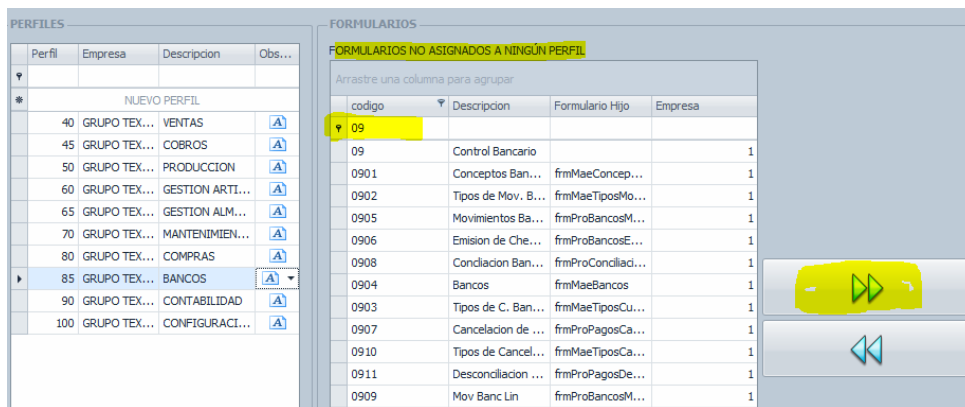 PERFILES
Perfil Empresa Descripcion Obs...
NUEVO PERFIL
40 GRUPO TEX... VENTAS
45 GRUPO TEX... COBROS
50 GRUPO TEX... PRODUCCION
60 GRUPO TEX... GESTION ARTI...
65 GRUPO TEX... GESTION ALM...
70 GRUPO TEX... MANTENIMIEN...
80 GRUPO TEX... COMPRAS
85 GRUPO TEX... BANCOS
90 GRUPO TEX... CONTABILIDAD
100 GRUPO TEX... CONFIGURACI...
FORMULARIOS
FORMULARIOS NO ASIGNADOS A NINGÚN PERFIL
Arrastre una columna para agrupar
codigo Descripcion Formulario Hijo Empresa
09
09 Control Bancario 1
0901 Conceptos Ban... frmMaeConcep... 1
0902 Tipos de Mov. B... frmMaeTiposMo... 1
0905 Movimientos Ba... frmProBancosM... 1
0906 Emision de Che... frmProBancosE... 1
0908 Concliacion Ban... frmProConciliaci... 1
0904 Bancos frmMaeBancos 1
0903 Tipos de C. Ban... frmMaeTiposCu... 1
0907 Cancelacion de ... frmProPagosCa... 1
0910 Tipos de Cancel... frmMaeTiposCa... 1
0911 Desconciliacion ... frmProPagosDe... 1
0909 Mov Banc Lin frmProBancosM... 1